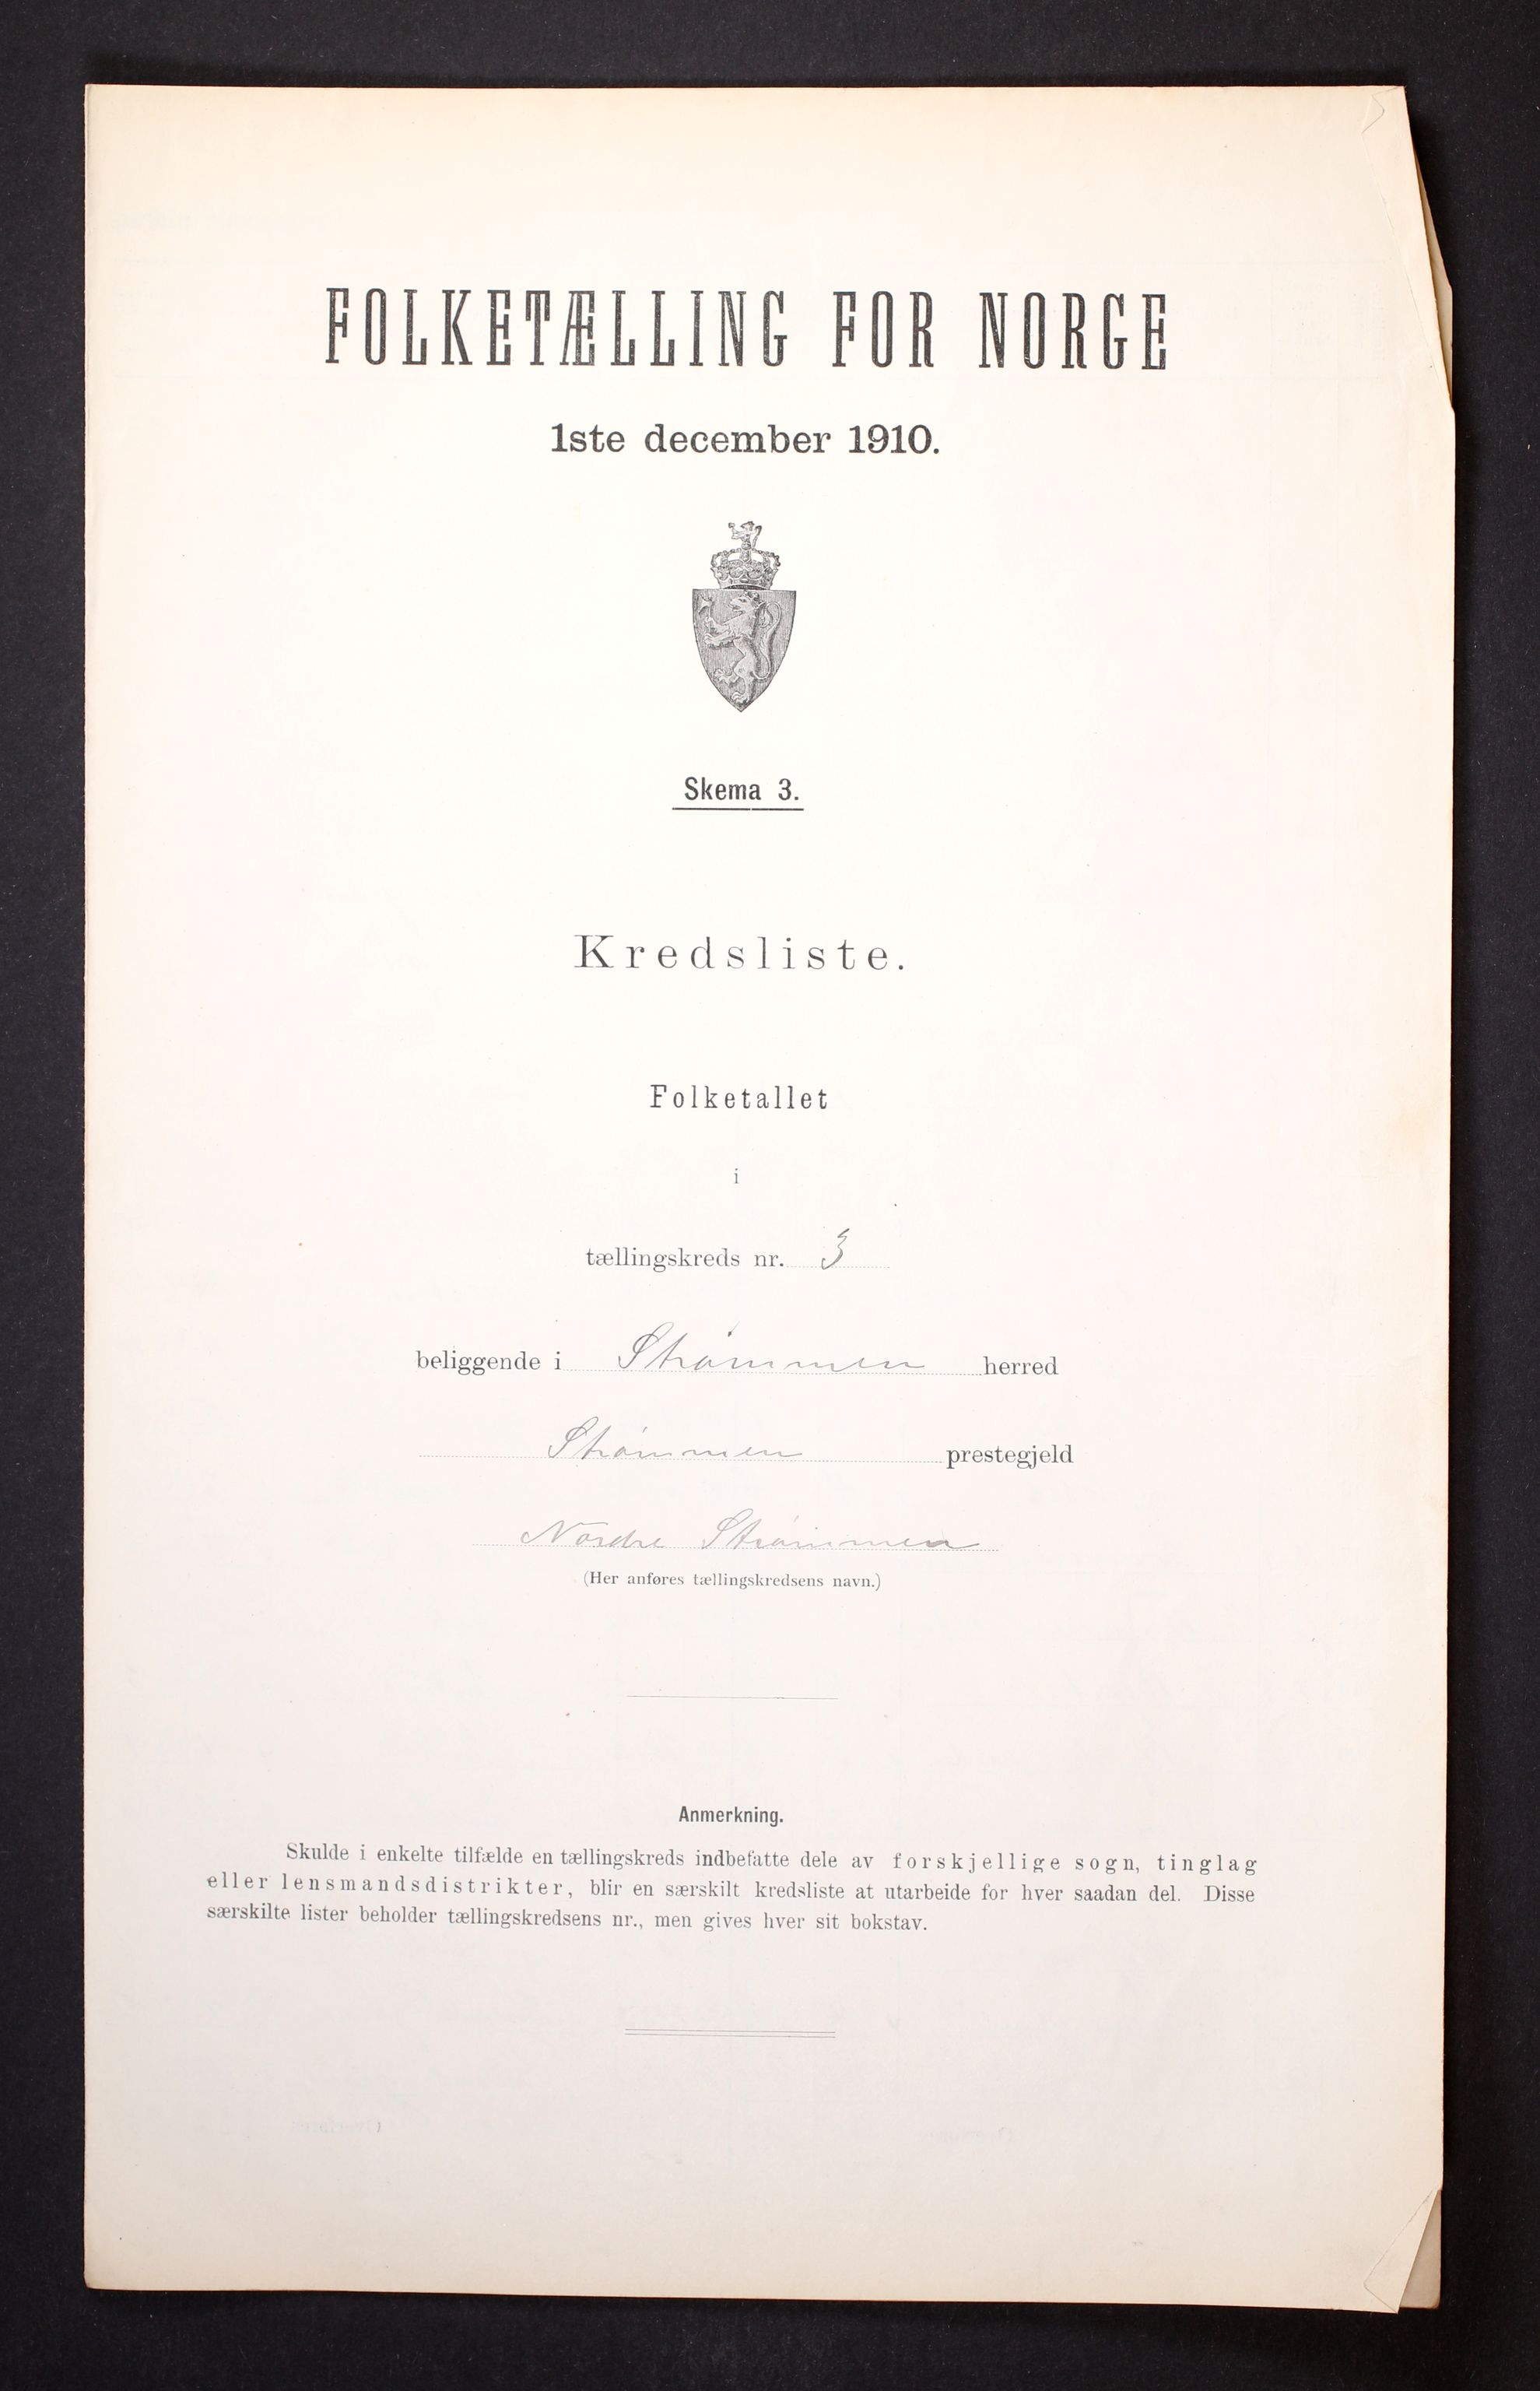 FOLKETÆLLING FOR NORGE
1ste december 1910.
Skema 3.
Kredsliste.
Folketallet
i
tællingskreds nr. 3
beliggende i Strømmen herred
Strømmen prestegjeld
Nordre Strømmen
(Her anføres tællingskredsens navn.)
Anmerkning.
Skulde i enkelte tilfælde en tællingskreds indbefatte dele av forskjellige sogn, tinglag
eller lensmandsdistrikter, blir en særskilt kredsliste at utarbeide for hver saadan del. Disse
særskilte lister beholder tællingskredsens nr., men gives hver sit bokstav.